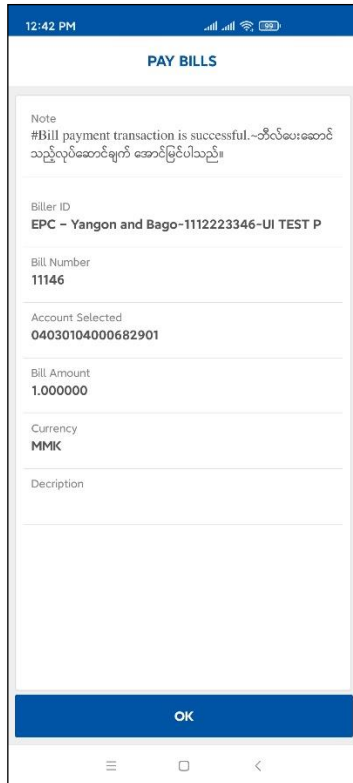 12:42 PM
99
PAY BILLS
Note
#Bill payment transaction is successful.~ဘီလ်ပေးဆောင်
သည့်လုပ်ဆောင်ချက် အောင်မြင်ပါသည်။
Biller ID
EPC – Yangon and Bago-1112223346-UI TEST P
Bill Number
11146
Account Selected
04030104000682901
Bill Amount
1.000000
Currency
MMK
Decription
OK